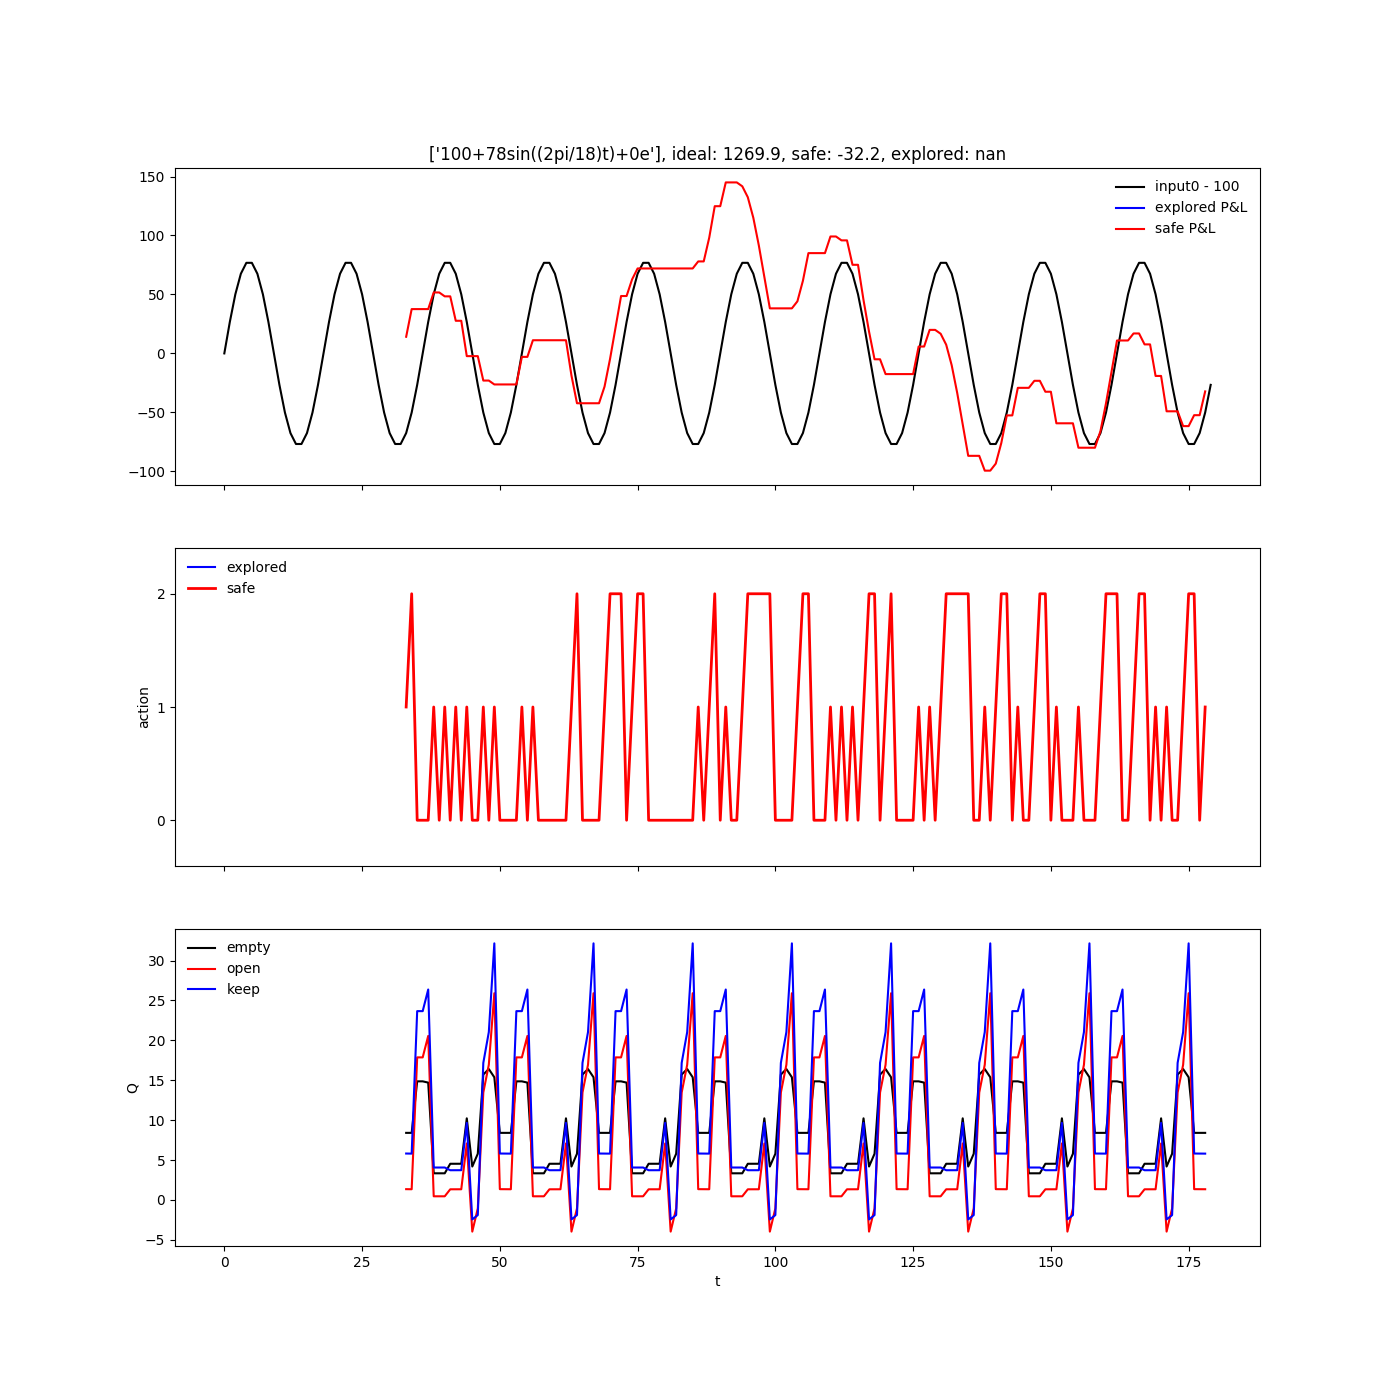 ['100+78sin((2pi/18)t)+0e'], ideal: 1269.9, safe: -32.2, explored: nan
150
100
50
0
−50
−100
input0 - 100
explored P&L
safe P&L
action
2
1
0
explored
safe
Q
30
25
20
15
10
5
0
−5
empty
open
keep
0 25 50 75 100 125 150 175
t